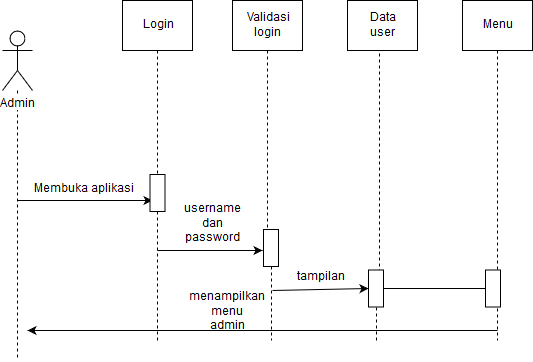 Login
Validasi
login
Data
user
Menu
Admin
Membuka aplikasi
username
dan
password
tampilan
menampilkan
menu
admin